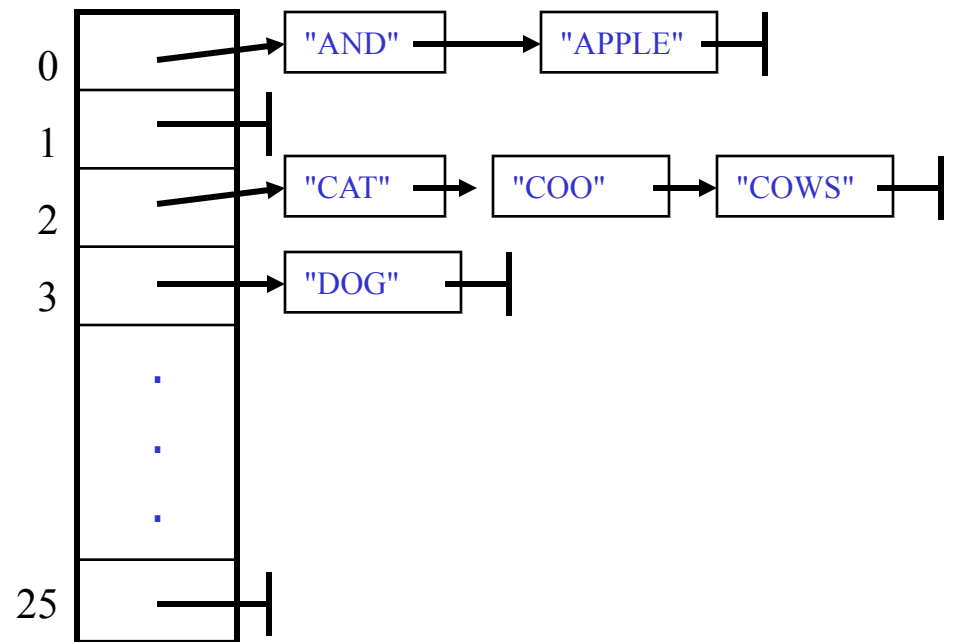 0 "AND" "APPLE"
1
2 "CAT" "COO" "COWS"
3 "DOG"
.
.
.
25